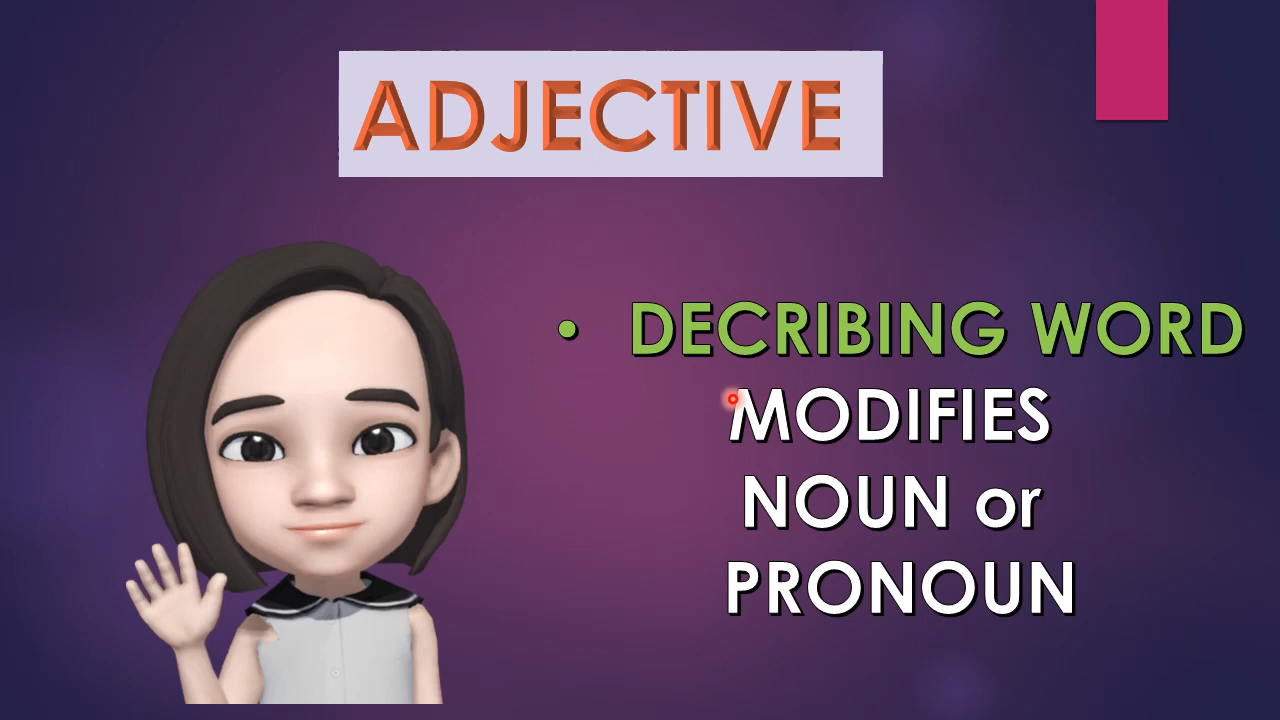 ADJECTIVE
• DECRIBING WORD
MODIFIES
NOUN or
PRONOUN